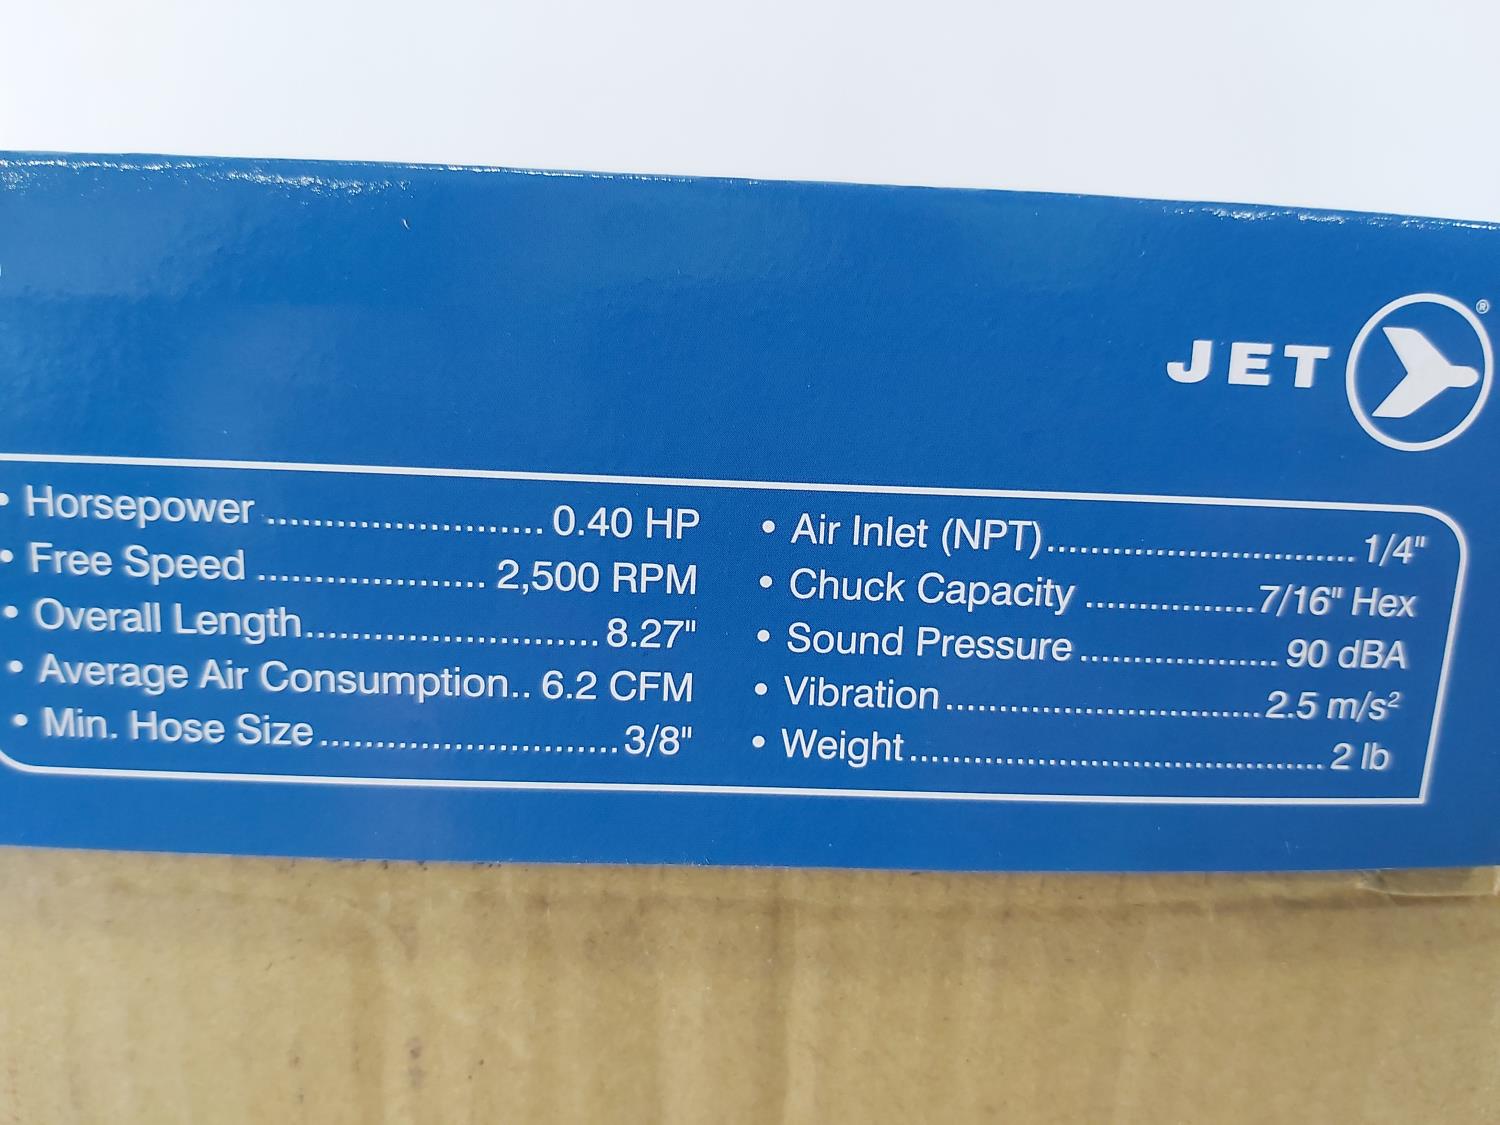 JET ®
• Horsepower ........................ 0.40 HP
• Free Speed .................... 2,500 RPM
• Overall Length.......................... 8.27"
• Average Air Consumption.. 6.2 CFM
• Min. Hose Size .......................... 3/8"
• Air Inlet (NPT)............................ 1/4"
• Chuck Capacity ................7/16" Hex
• Sound Pressure ................... 90 dBA
• Vibration............................. 2.5 m/s²
• Weight....................................... 2 lb